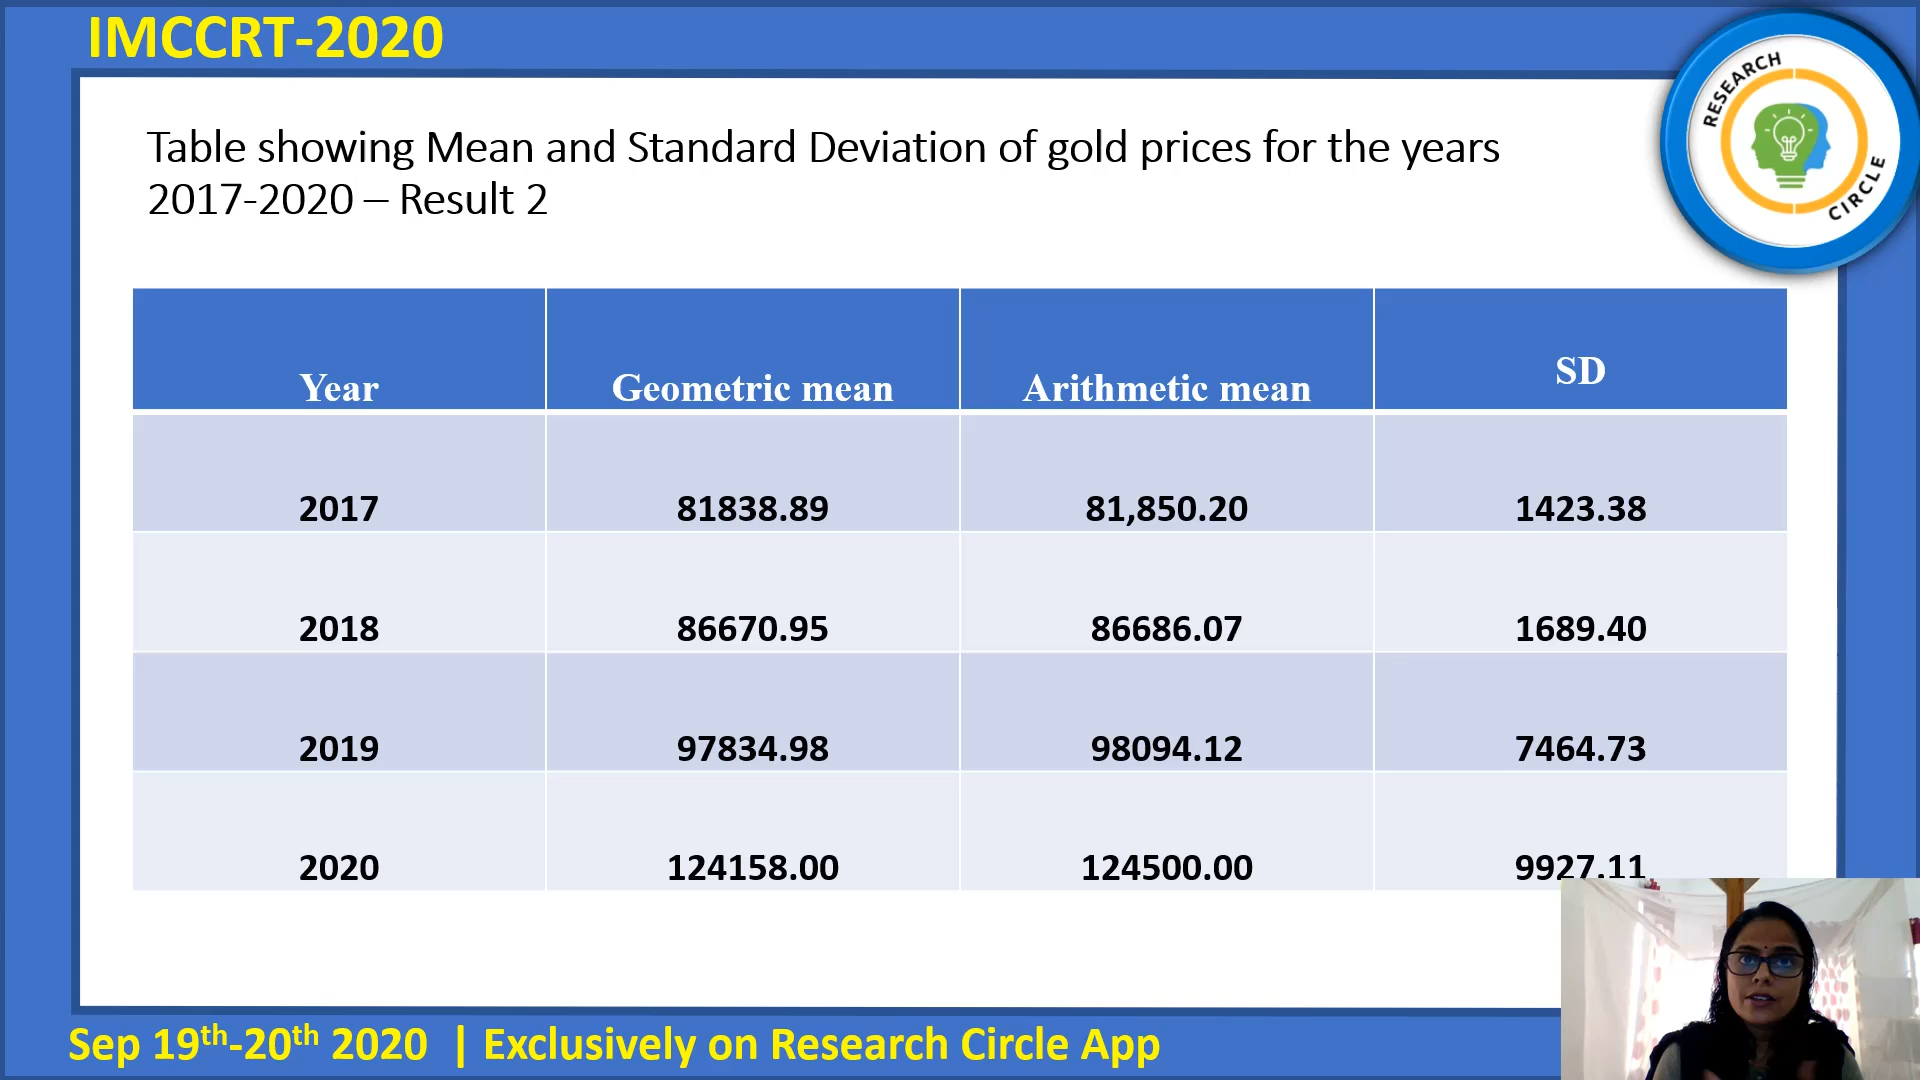 IMCCRT-2020
RESEARCH
CIRCLE
Table showing Mean and Standard Deviation of gold prices for the years
2017-2020 – Result 2
Year Geometric mean Arithmetic mean SD
2017 81838.89 81,850.20 1423.38
2018 86670.95 86686.07 1689.40
2019 97834.98 98094.12 7464.73
2020 124158.00 124500.00 9927.11
Sep 19th-20th 2020 | Exclusively on Research Circle App